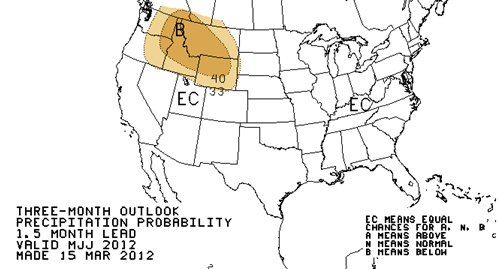 B
40
33
EC
EC
THREE-MONTH OUTLOOK
PRECIPITATION PROBABILITY
1.5 MONTH LEAD
VALID MJJ 2012
MADE 15 MAR 2012
EC MEANS EQUAL
CHANCES FOR A, N, B
A MEANS ABOVE
N MEANS NORMAL
B MEANS BELOW